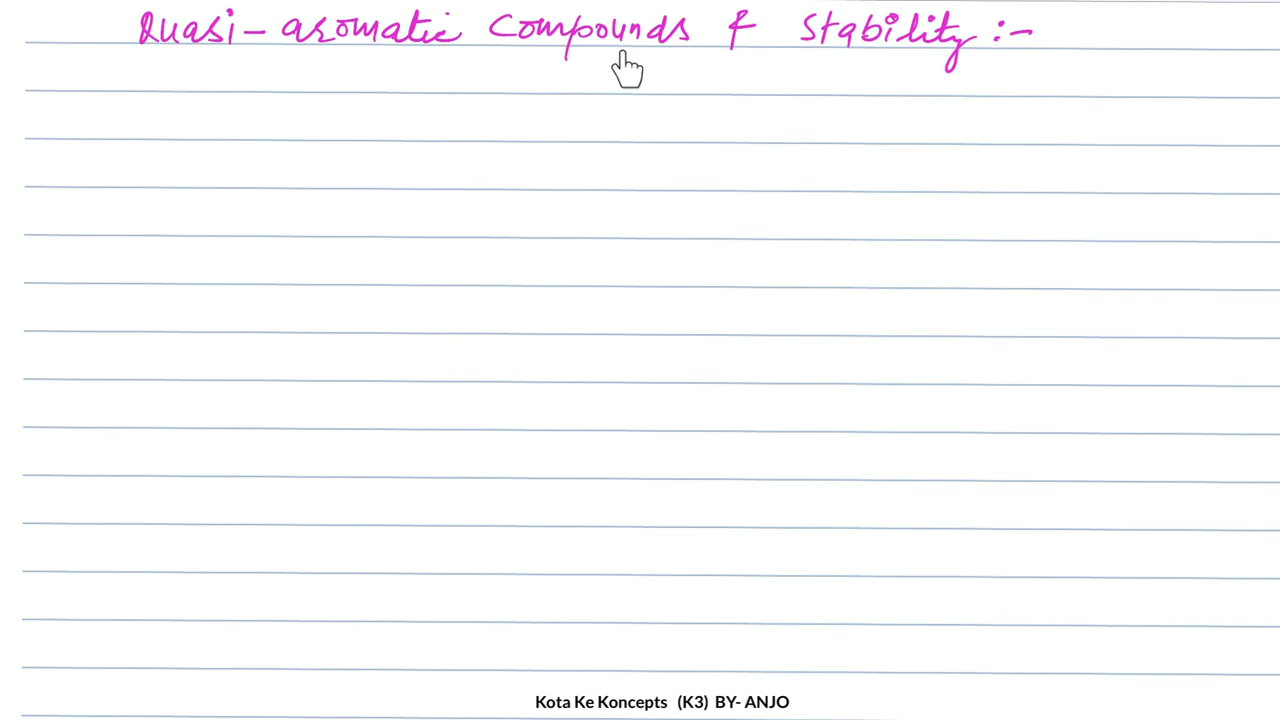 Quasi-aromatic Compounds & Stability :-
Kota Ke Koncepts (K3) BY- ANJO